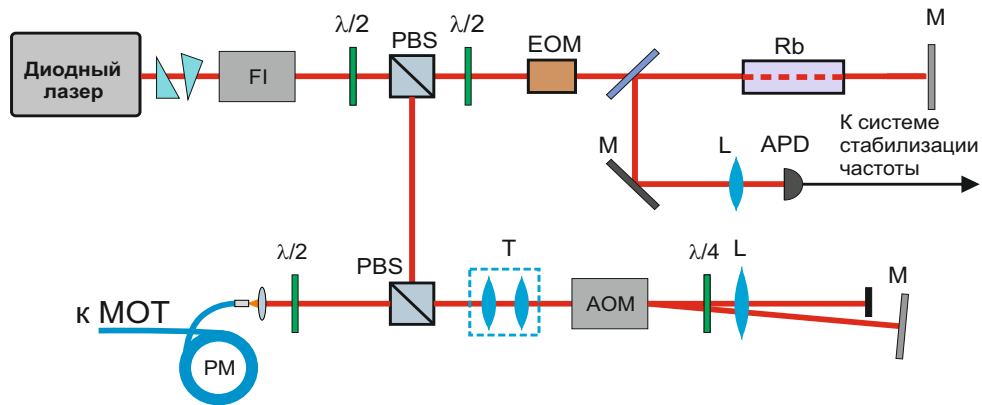 λ/2
PBS
λ/2
EOM
Rb
M
Диодный
лазер
FI
К системе
стабилизации
частоты
M
L
APD
λ/2
PBS
T
λ/4
L
M
AOM
к МОТ
PM